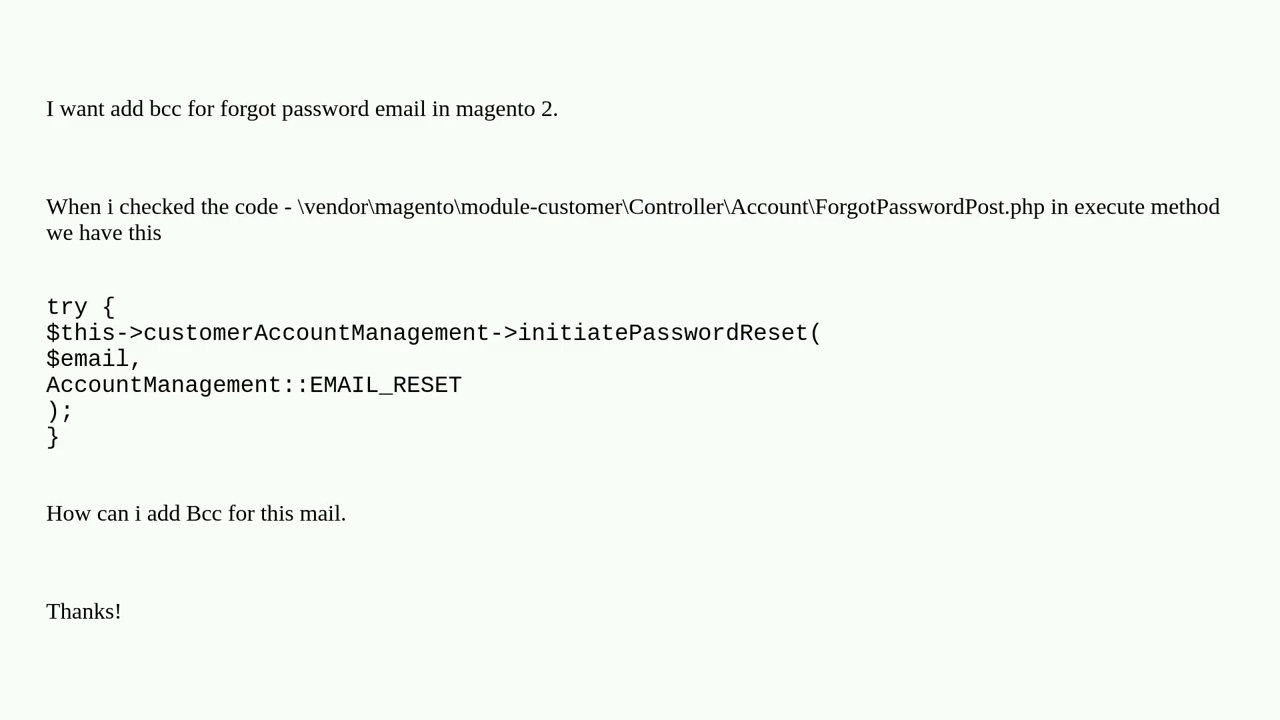 I want add bcc for forgot password email in magento 2.
When i checked the code - \vendor\magento\module-customer\Controller\Account\ForgotPasswordPost.php in execute method
we have this
try {
$this->customerAccountManagement->initiatePasswordReset(
$email,
AccountManagement::EMAIL_RESET
);
}
How can i add Bcc for this mail.
Thanks!